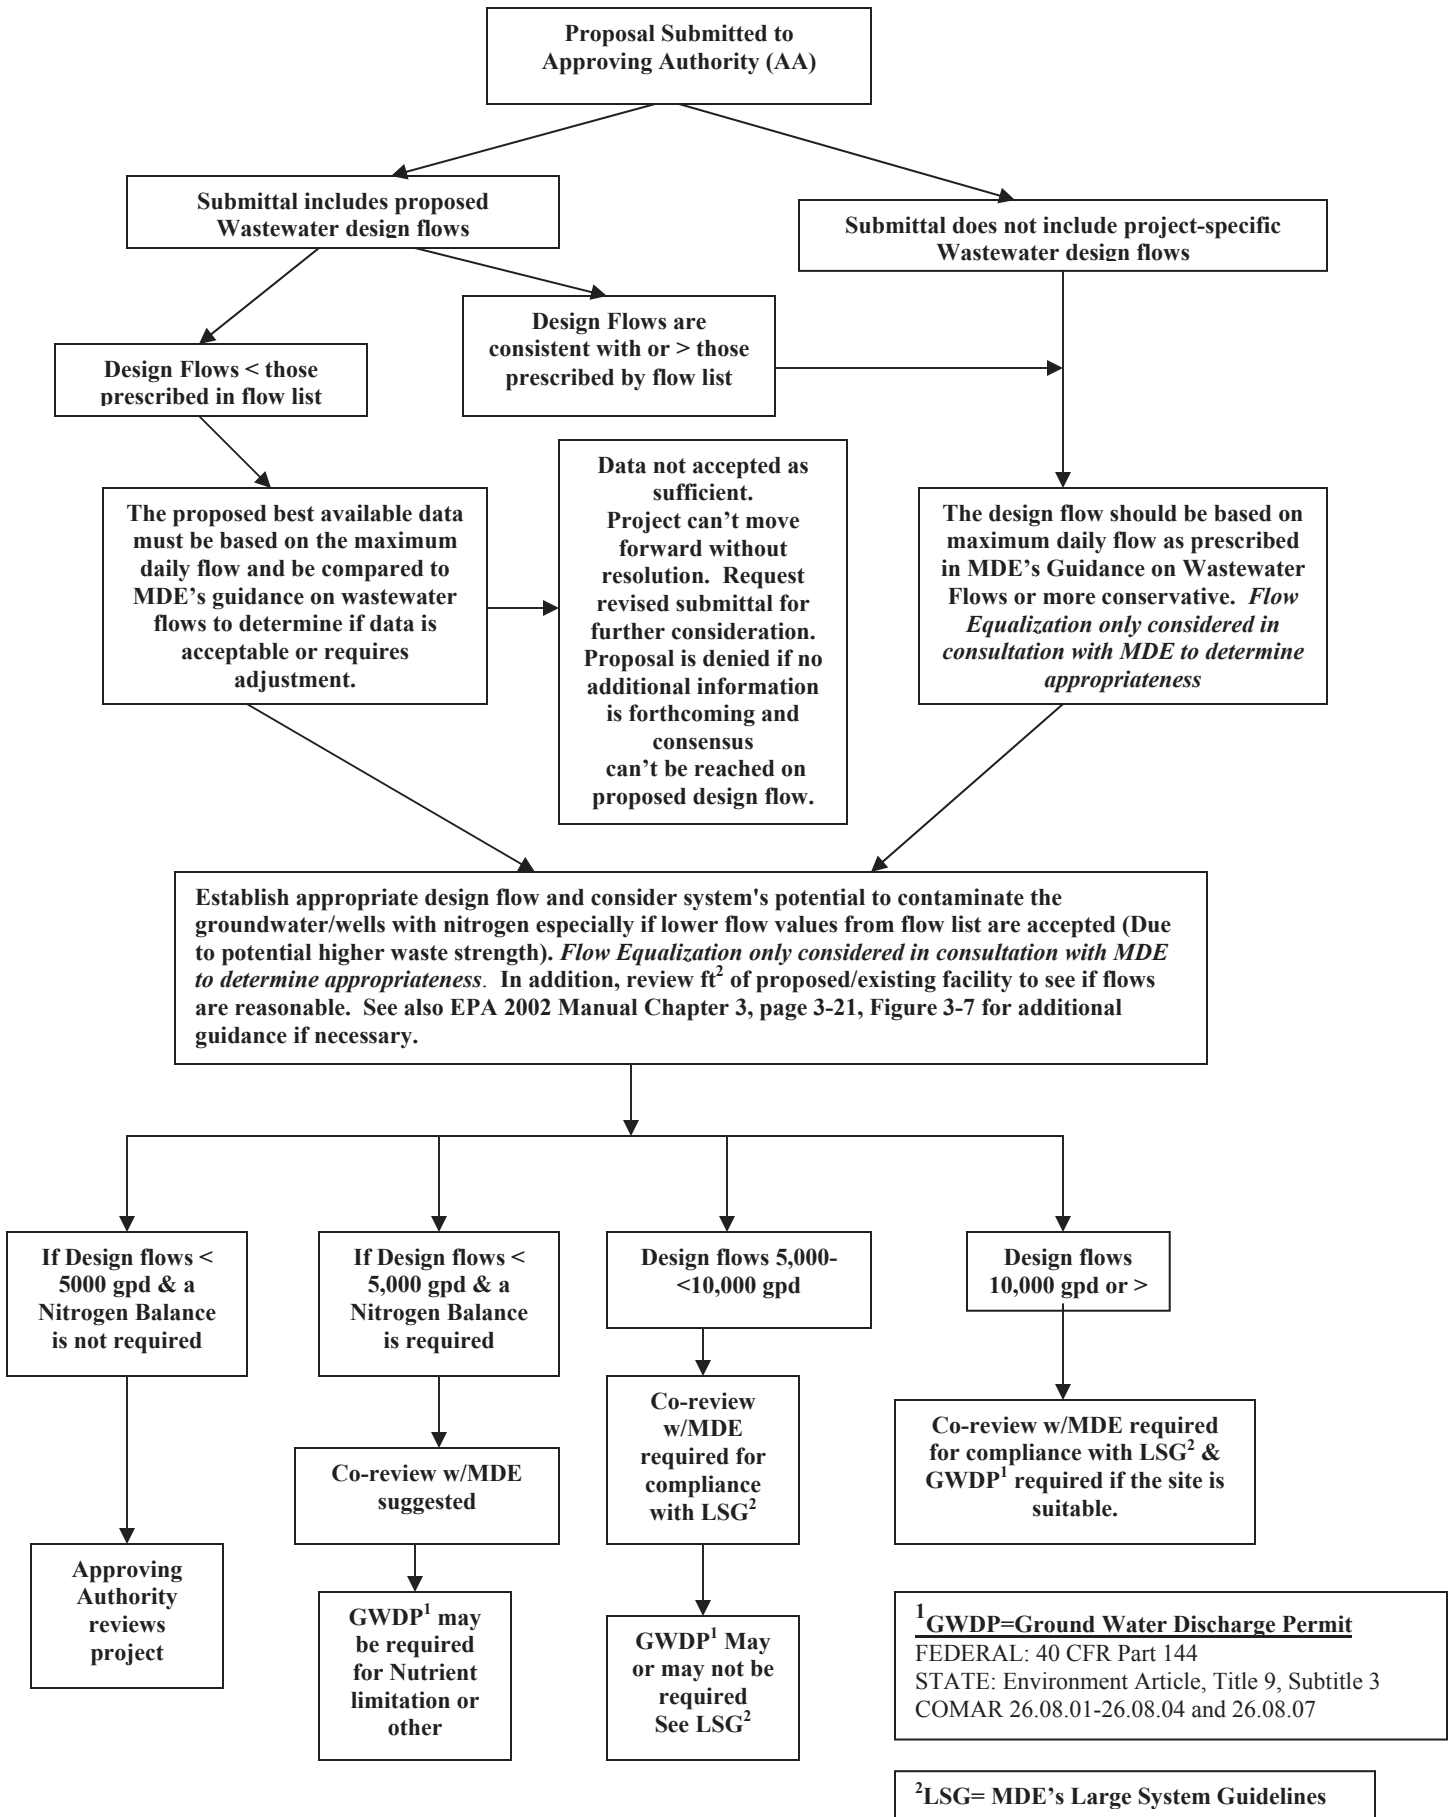 Proposal Submitted to
Approving Authority (AA)
Submittal includes proposed
Wastewater design flows
Submittal does not include project-specific
Wastewater design flows
Design Flows are
consistent with or > those
prescribed by flow list
Design Flows < those
prescribed in flow list
Data not accepted as
sufficient.
Project can't move
forward without
resolution.  Request
revised submittal for
further consideration.
Proposal is denied if no
additional information
is forthcoming and
consensus
can't be reached on
proposed design flow.
The proposed best available data
must be based on the maximum
daily flow and be compared to
MDE's guidance on wastewater
flows to determine if data is
acceptable or requires
adjustment.
The design flow should be based on
maximum daily flow as prescribed
in MDE's Guidance on Wastewater
Flows or more conservative.  Flow
Equalization only considered in
consultation with MDE to determine
appropriateness
Establish appropriate design flow and consider system's potential to contaminate the
groundwater/wells with nitrogen especially if lower flow values from flow list are accepted (Due
to potential higher waste strength). Flow Equalization only considered in consultation with MDE
to determine appropriateness.  In addition, review ft² of proposed/existing facility to see if flows
are reasonable.  See also EPA 2002 Manual Chapter 3, page 3-21, Figure 3-7 for additional
guidance if necessary.
If Design flows <
5000 gpd & a
Nitrogen Balance
is not required
If Design flows <
5,000 gpd & a
Nitrogen Balance
is required
Design flows 5,000-
<10,000 gpd
Design flows
10,000 gpd or >
Co-review
w/MDE
required for
compliance
with LSG²
Co-review w/MDE required
for compliance with LSG² &
GWDP¹ required if the site is
suitable.
Co-review w/MDE
suggested
Approving
Authority
reviews
project
GWDP¹ may
be required
for Nutrient
limitation or
other
GWDP¹ May
or may not be
required
See LSG²
¹GWDP=Ground Water Discharge Permit
FEDERAL: 40 CFR Part 144
STATE: Environment Article, Title 9, Subtitle 3
COMAR 26.08.01-26.08.04 and 26.08.07
²LSG= MDE's Large System Guidelines